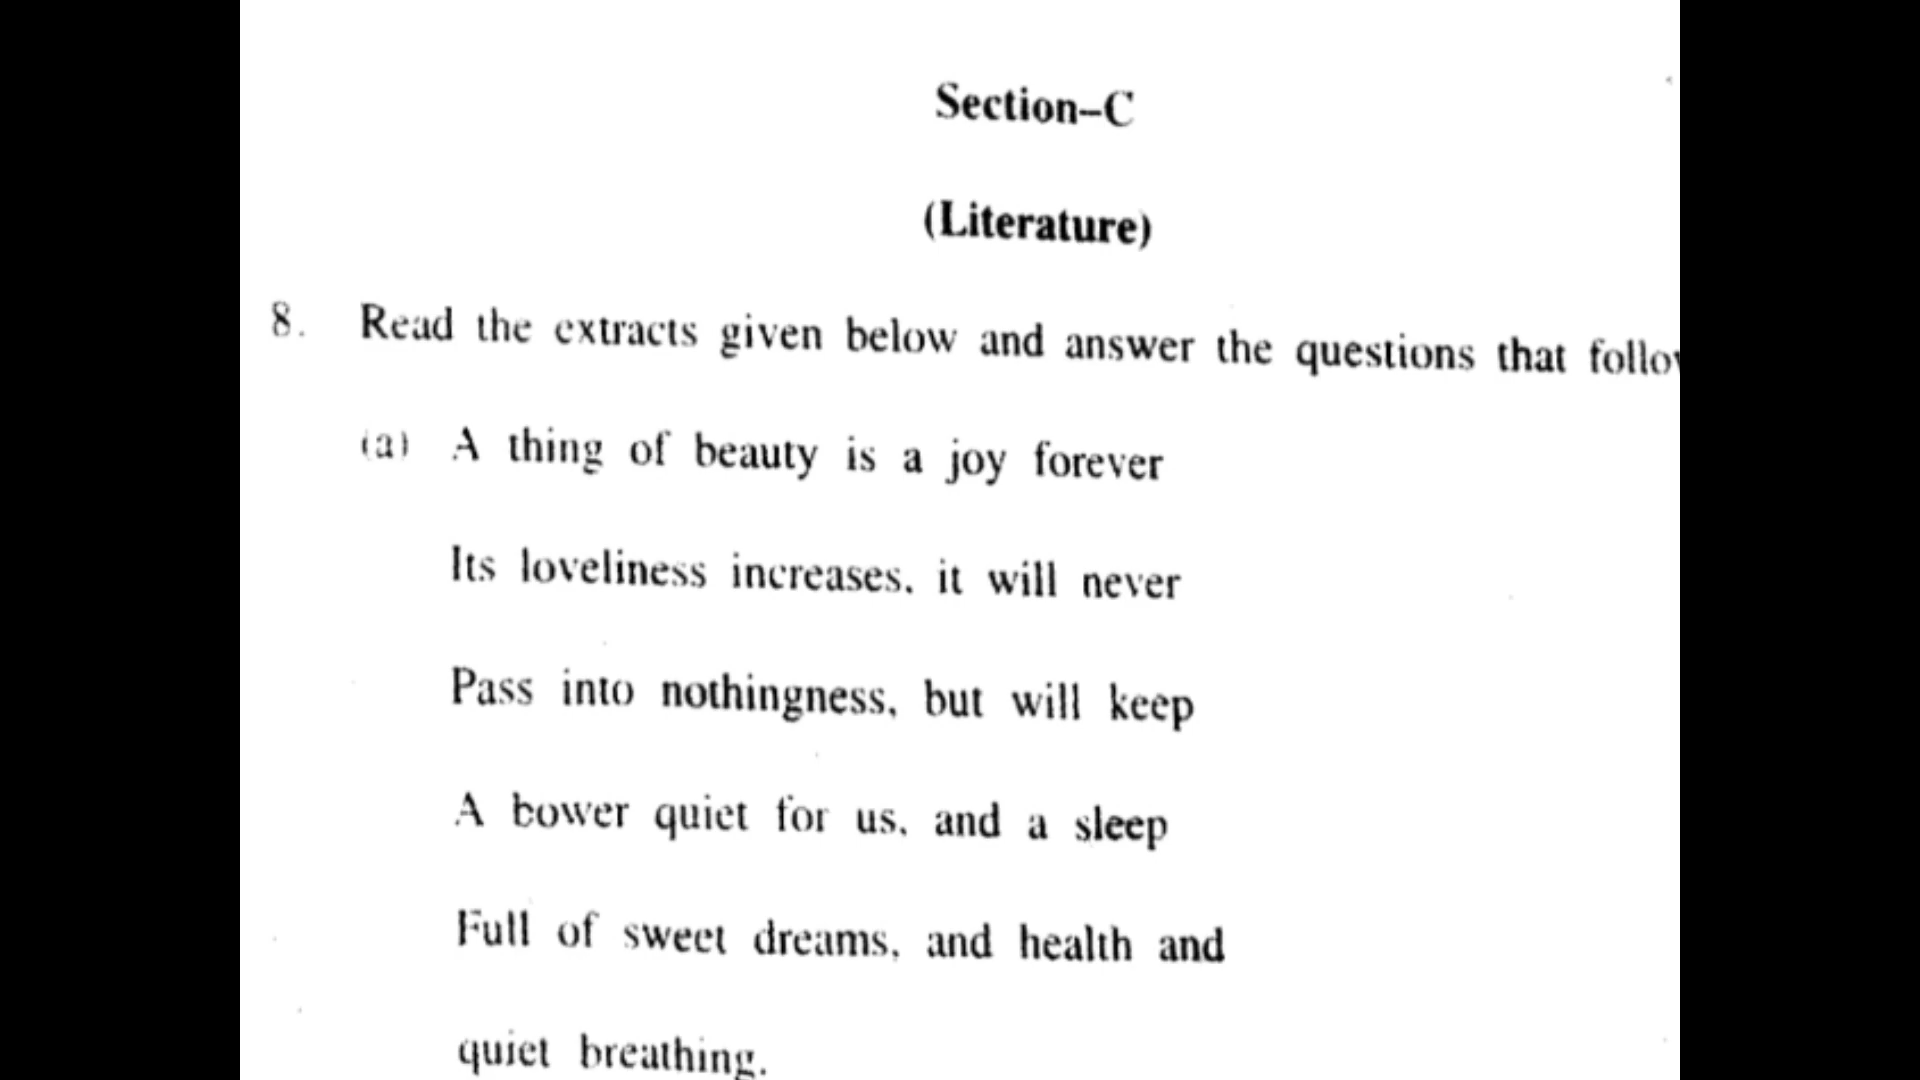 Section–C
(Literature)
8. Read the extracts given below and answer the questions that
(a) A thing of beauty is a joy forever
Its loveliness increases, it will never
Pass into nothingness, but will keep
A bower quiet for us, and a sleep
Full of sweet dreams, and health and
quiet breathing.